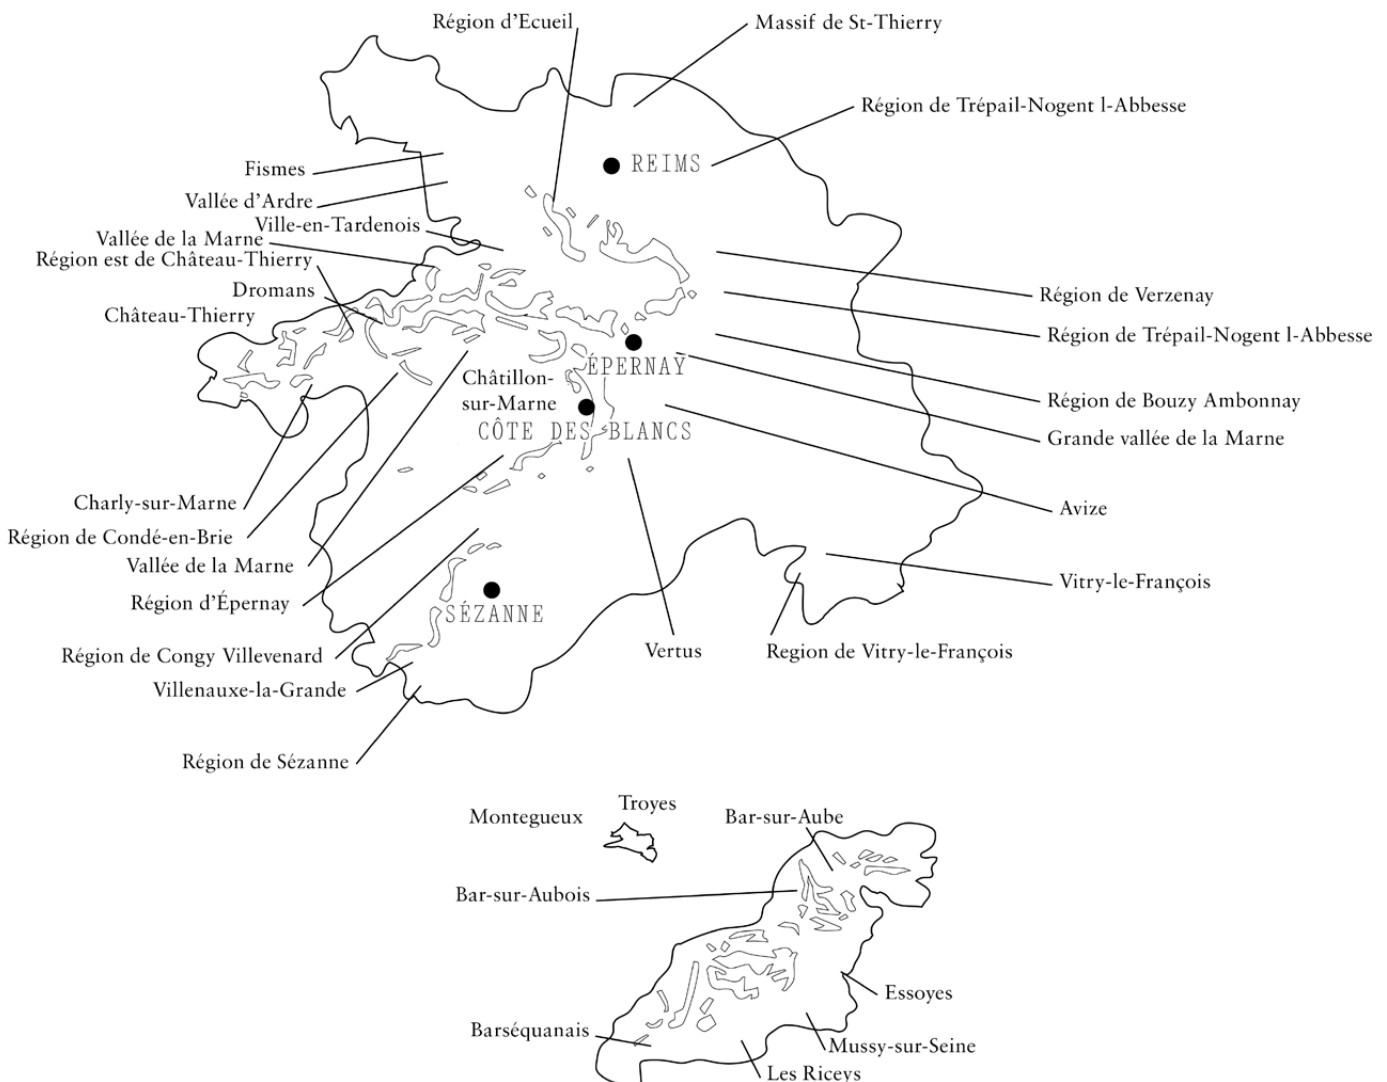 Région d’Ecueil
Massif de St-Thierry
Région de Trépail-Nogent l-Abbesse
REIMS
Fismes
Vallée d’Ardre
Ville-en-Tardenois
Vallée de la Marne
Région est de Château-Thierry
Dromans
Château-Thierry
Région de Verzenay
Région de Trépail-Nogent l-Abbesse
ÉPERNAY
Châtillon-
sur-Marne
CÔTE DES BLANCS
Région de Bouzy Ambonnay
Grande vallée de la Marne
Charly-sur-Marne
Avize
Région de Condé-en-Brie
Vallée de la Marne
Vitry-le-François
Région d’Épernay
SÉZANNE
Région de Congy Villevenard
Vertus
Region de Vitry-le-François
Villenauxe-la-Grande
Région de Sézanne
Troyes
Montegueux
Bar-sur-Aube
Bar-sur-Aubois
Essoyes
Barséquanais
Mussy-sur-Seine
Les Riceys